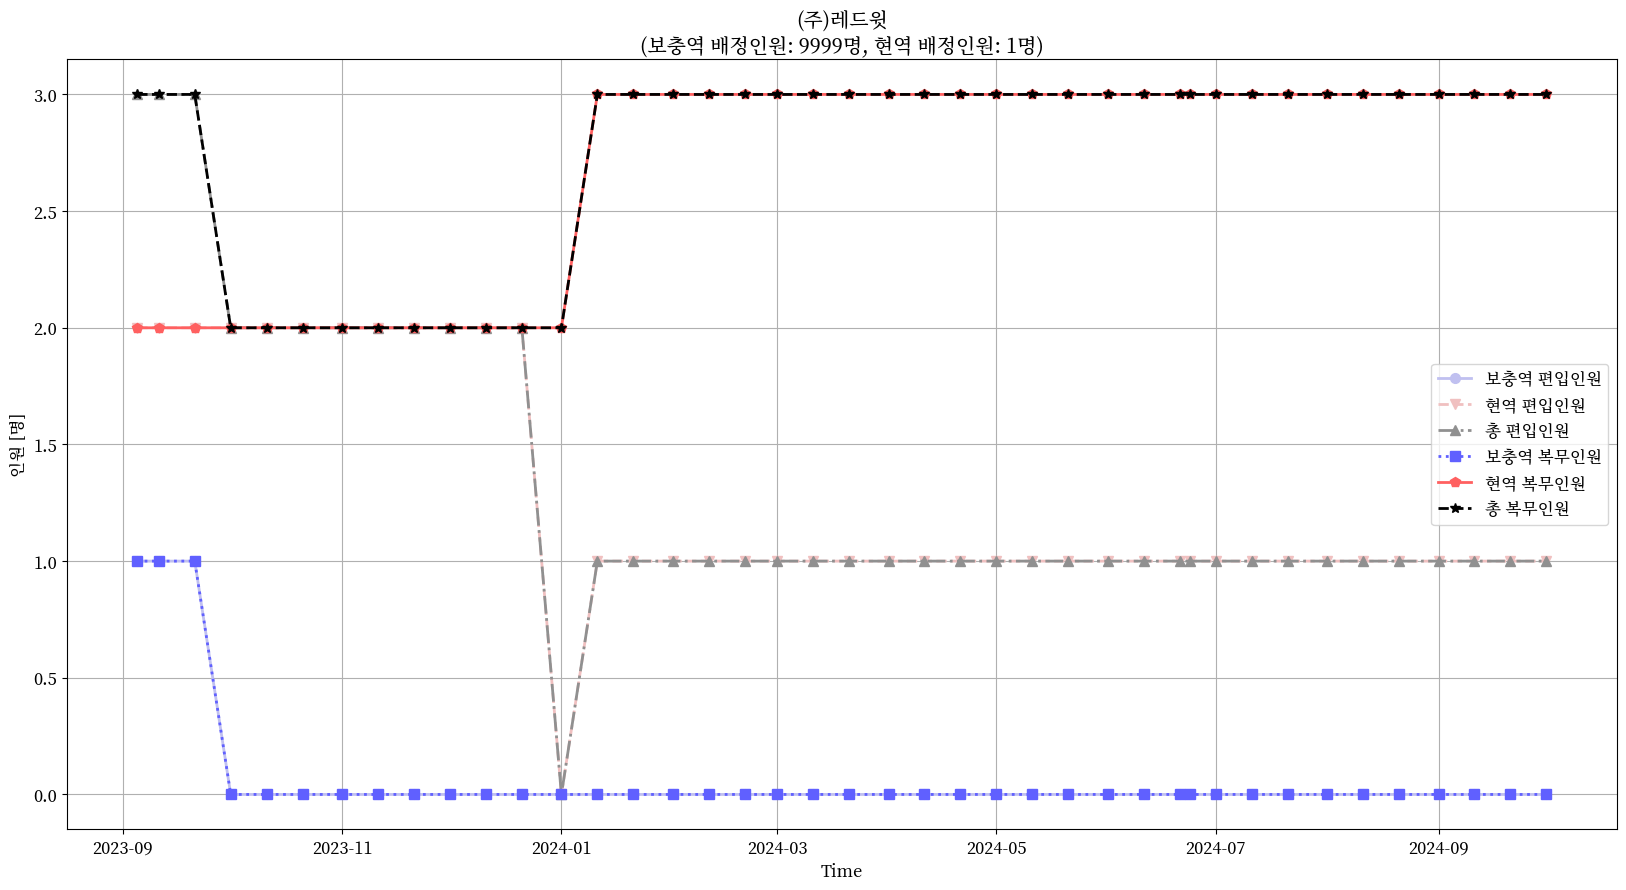 (주)레드윗
(보충역 배정인원: 9999명, 현역 배정인원: 1명)
인원 [명]
3.0
2.5
2.0
1.5
1.0
0.5
0.0
보충역 편입인원
현역 편입인원
총 편입인원
보충역 복무인원
현역 복무인원
총 복무인원
2023-09 2023-11 2024-01 2024-03 2024-05 2024-07 2024-09
Time